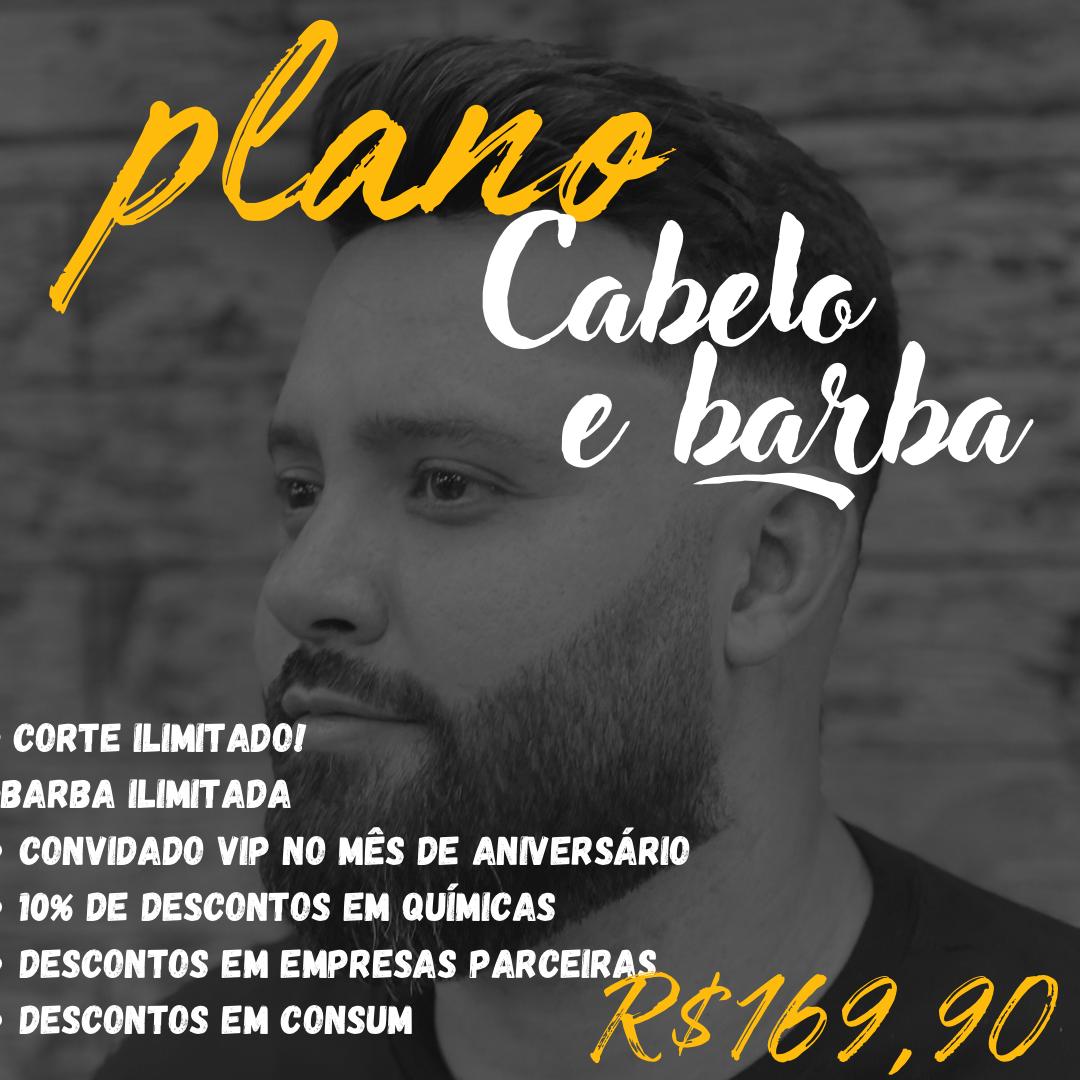 plano
Cabelo
e barba
• CORTE ILIMITADO!
BARBA ILIMITADA
• CONVIDADO VIP NO MÊS DE ANIVERSÁRIO
• 10% DE DESCONTOS EM QUÍMICAS
• DESCONTOS EM EMPRESAS PARCEIRAS
• DESCONTOS EM CONSUM
R$169,90